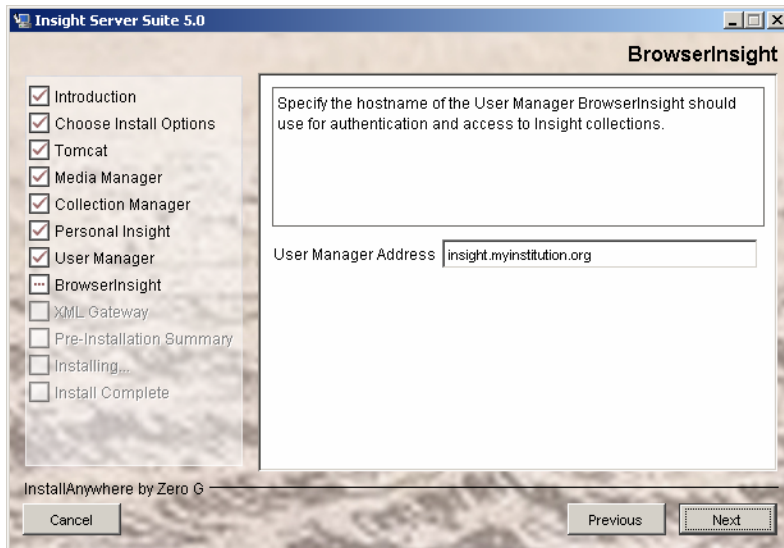 Insight Server Suite 5.0
BrowserInsight
Introduction
Choose Install Options
Tomcat
Media Manager
Collection Manager
Personal Insight
User Manager
BrowserInsight
XML Gateway
Pre-Installation Summary
Installing...
Install Complete
Specify the hostname of the User Manager BrowserInsight should
use for authentication and access to Insight collections.
User Manager Address insight.myinstitution.org
InstallAnywhere by Zero G
Cancel Previous Next